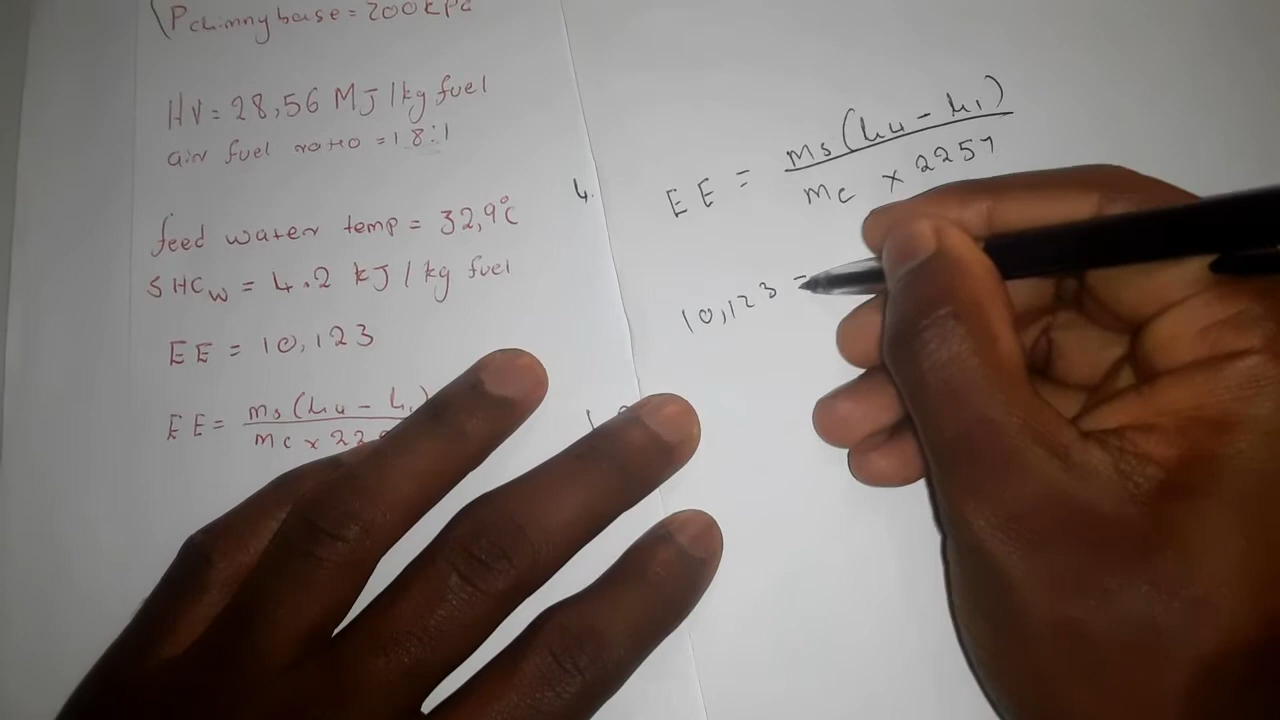 Pchimny base = 200kPa
HV = 28,56 MJ/kg fuel
air fuel ratio = 18:1
feed water temp = 32,9°C
SHCw = 4.2 kJ/kg fuel
EE = 10,123
EE = ms(h4 - h1)
mc × 22
4.
EE = ms(h4 - h1)
mc × 2257
10,123 =